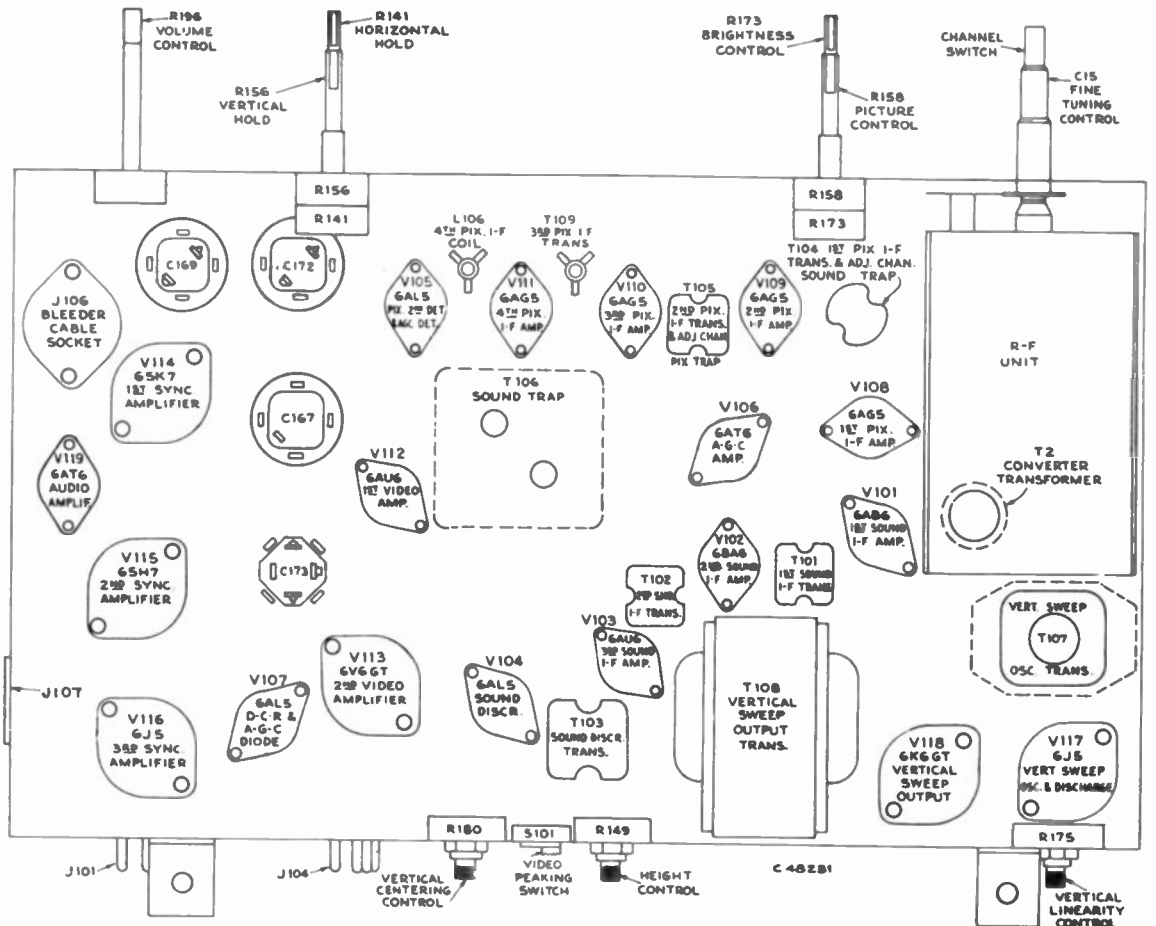 R196
VOLUME
CONTROL
R141
HORIZONTAL
HOLD
R156
VERTICAL
HOLD
R173
BRIGHTNESS
CONTROL
R158
PICTURE
CONTROL
CHANNEL
SWITCH
C15
FINE
TUNING
CONTROL
R156
R141
R158
R173
C169
C172
J106
BLEEDER
CABLE
SOCKET
L106
4TH PIX. I-F
COIL
T109
3RD PIX I F
TRANS
T104 1ST PIX I-F
TRANS. & ADJ. CHAN.
SOUND TRAP
V105
6AL5
PIX. 2ND DET.
& AGC. DET.
V111
6AG5
4TH PIX.
I-F AMP.
V110
6AG5
3RD PIX.
I-F AMP.
T105
2ND PIX.
I-F TRANS.
& ADJ. CHAN
PIX TRAP
V109
6AG5
2ND PIX
I-F AMP.
R-F
UNIT
V114
6SK7
1ST SYNC
AMPLIFIER
C167
T106
SOUND TRAP
V106
6AT6
A-G-C
AMP.
V108
6AG5
1ST PIX.
I-F AMP.
T2
CONVERTER
TRANSFORMER
V119
6AT6
AUDIO
AMPLIF.
V112
6AU6
1ST VIDEO
AMP.
V101
1ST SOUND
I-F AMP.
V115
6SH7
2ND SYNC.
AMPLIFIER
C173
V102
6BA6
2ND SOUND
I-F AMP.
T101
1ST SOUND
I-F TRANS.
T102
2ND SND.
I-F TRANS.
V103
6AU6
3RD SOUND
I-F AMP.
VERT. SWEEP
T107
OSC. TRANS.
J107
V113
6V6GT
2ND VIDEO
AMPLIFIER
V104
6AL5
SOUND
DISCR.
V107
6AL5
D-C-R &
A-G-C
DIODE
V116
6J5
3RD SYNC.
AMPLIFIER
T103
SOUND DISCR.
TRANS.
T108
VERTICAL
SWEEP
OUTPUT
TRANS.
V118
6K6GT
VERTICAL
SWEEP
OUTPUT
V117
6J5
VERT SWEEP
OSC. & DISCHARGE
R180
S101
R149
R175
J101
J104
VERTICAL
CENTERING
CONTROL
VIDEO
PEAKING
SWITCH
HEIGHT
CONTROL
C 48281
VERTICAL
LINEARITY
CONTROL